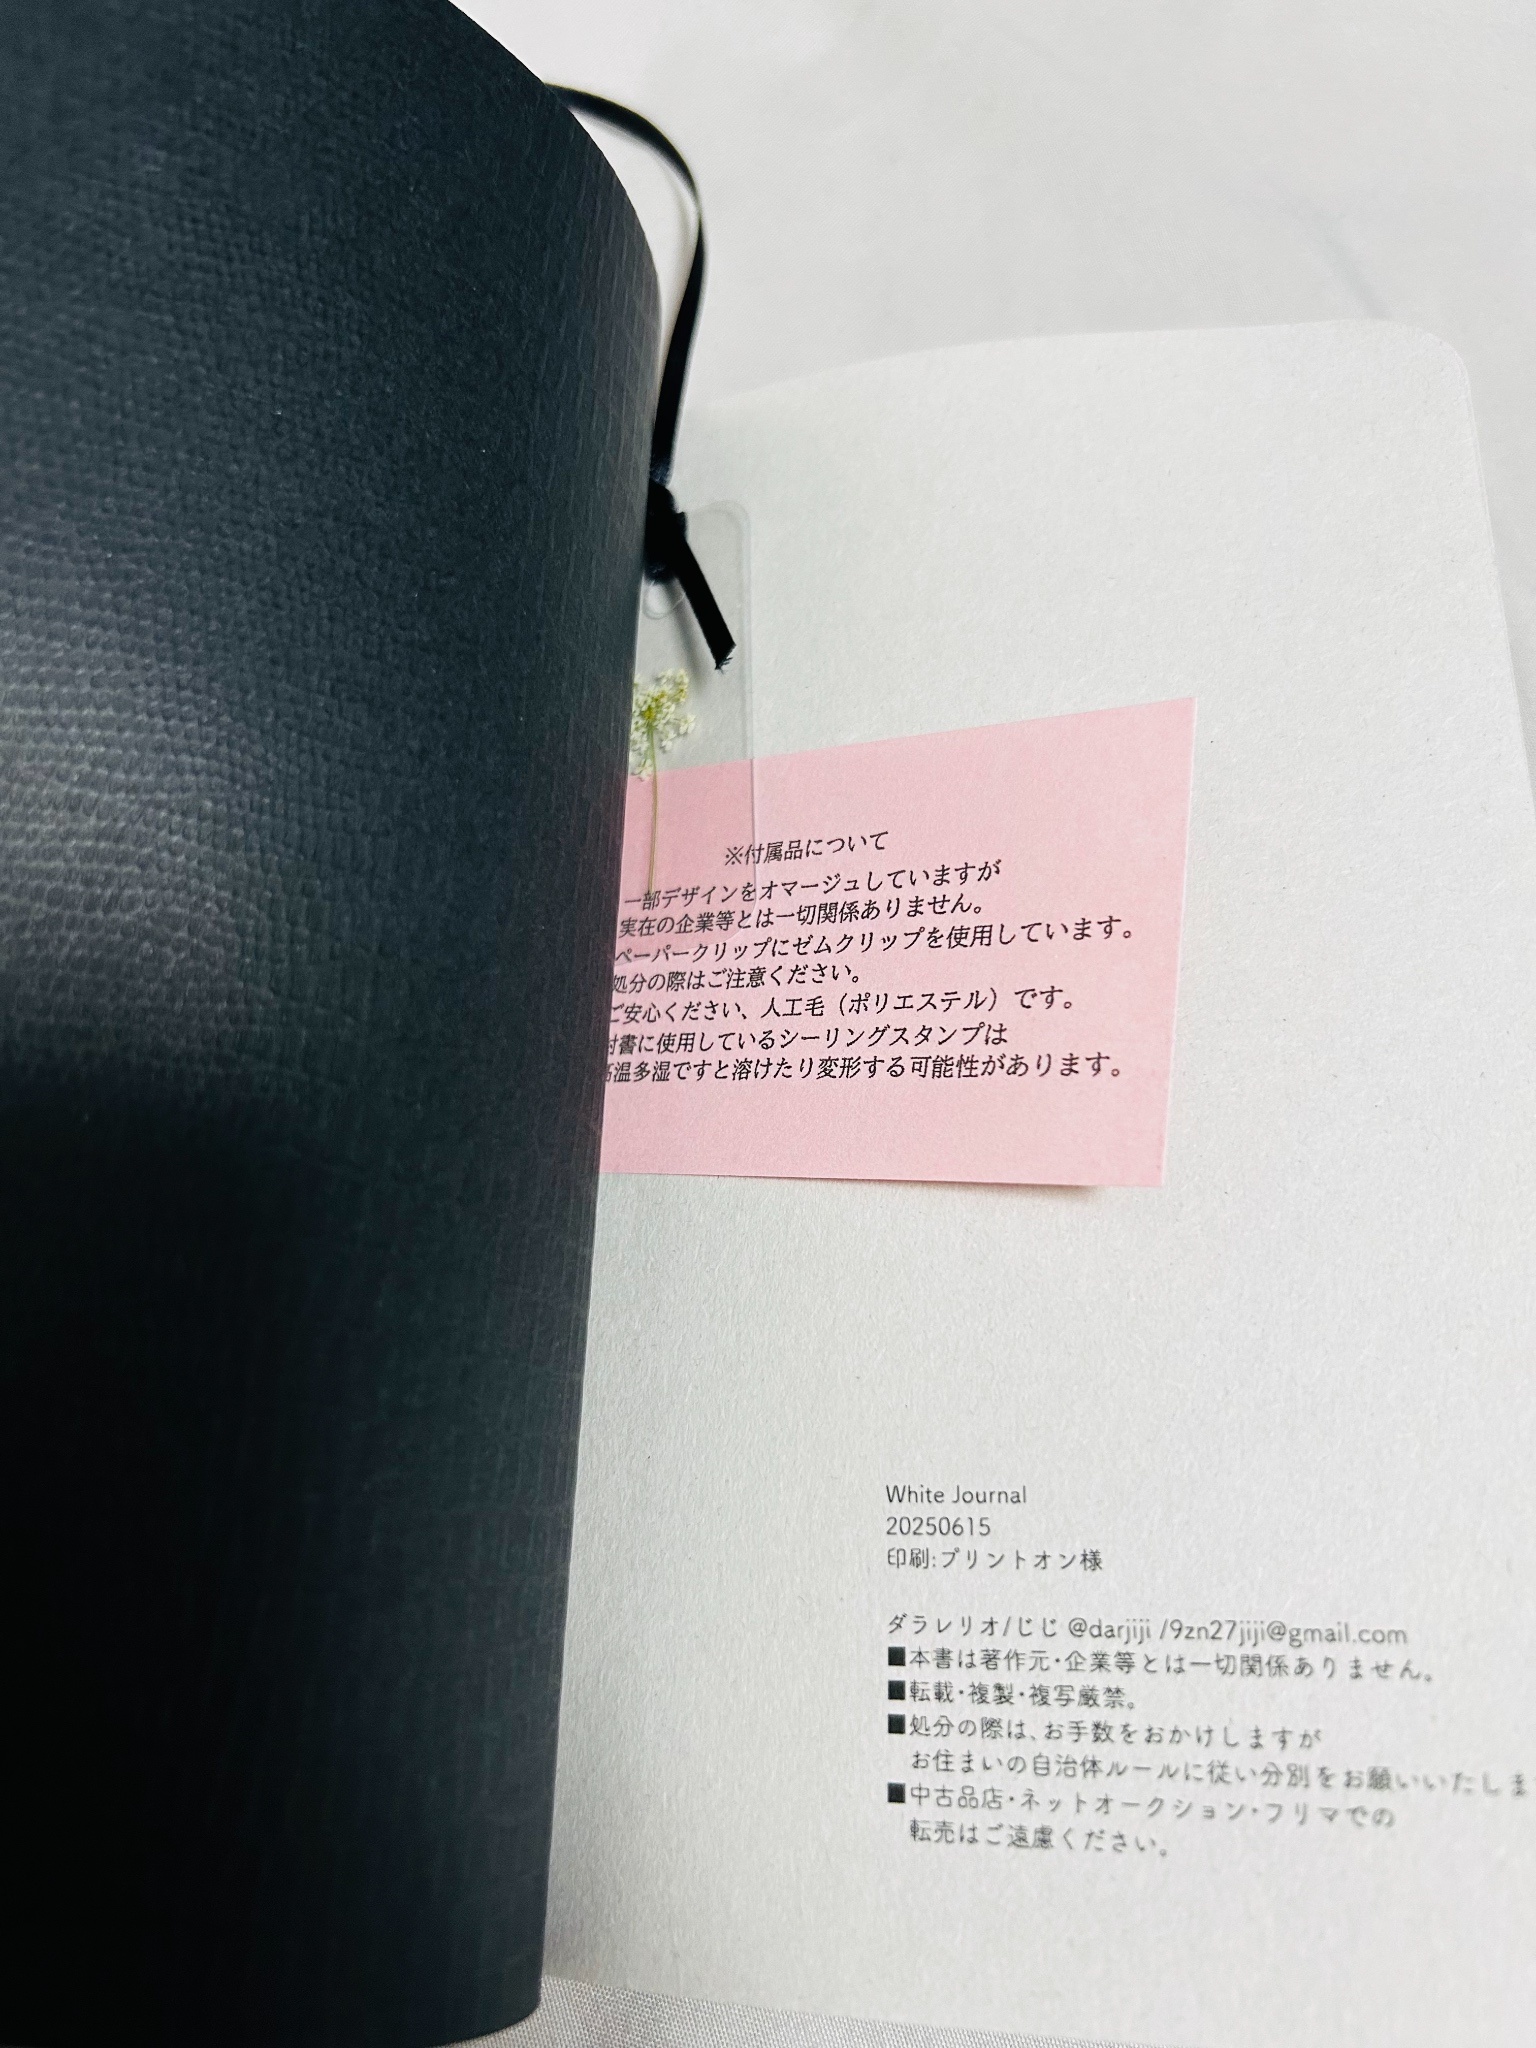 ※付属品について
一部デザインをオマージュしていますが
実在の企業等とは一切関係ありません。
ペーパークリップにゼムクリップを使用しています。
処分の際はご注意ください。
ご安心ください、人工毛（ポリエステル）です。
付書に使用しているシーリングスタンプは
高温多湿ですと溶けたり変形する可能性があります。
White Journal
20250615
印刷:プリントオン様
ダラレリオ/じじ @darjiji /9zn27jiji@gmail.com
■本書は著作元・企業等とは一切関係ありません。
■転載・複製・複写厳禁。
■処分の際は、お手数をおかけしますが
お住まいの自治体ルールに従い分別をお願いいたしま
■中古品店・ネットオークション・フリマでの
転売はご遠慮ください。